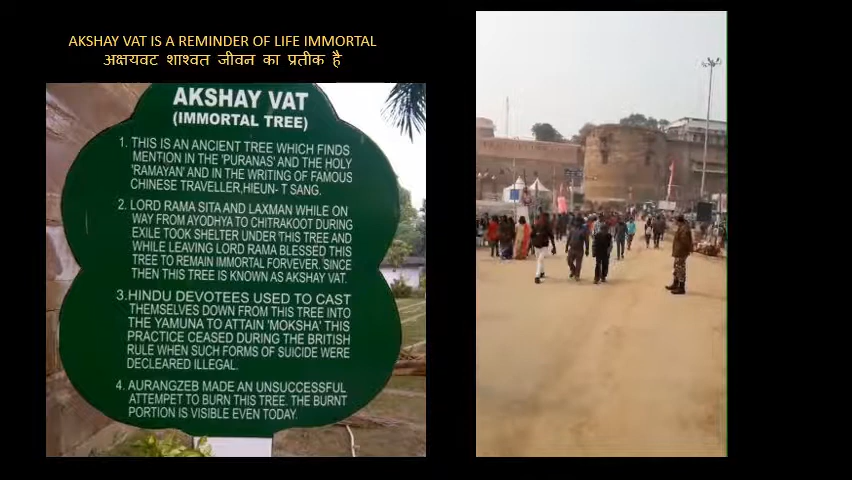 AKSHAY VAT IS A REMINDER OF LIFE IMMORTAL
अक्षयवट शाश्वत जीवन का प्रतीक है
AKSHAY VAT
(IMMORTAL TREE)
1. THIS IS AN ANCIENT TREE WHICH FINDS
MENTION IN THE 'PURANAS' AND THE HOLY
'RAMAYAN' AND IN THE WRITING OF FAMOUS
CHINESE TRAVELLER,HIEUN- T SANG.
2. LORD RAMA SITA AND LAXMAN WHILE ON
WAY FROM AYODHYA TO CHITRAKOOT DURING
EXILE TOOK SHELTER UNDER THIS TREE AND
WHILE LEAVING LORD RAMA BLESSED THIS
TREE TO REMAIN IMMORTAL FORVEVER. SINCE
THEN THIS TREE IS KNOWN AS AKSHAY VAT.
3. HINDU DEVOTEES USED TO CAST
THEMSELVES DOWN FROM THIS TREE INTO
THE YAMUNA TO ATTAIN 'MOKSHA' THIS
PRACTICE CEASED DURING THE BRITISH
RULE WHEN SUCH FORMS OF SUICIDE WERE
DECLEARED ILLEGAL.
4. AURANGZEB MADE AN UNSUCCESSFUL
ATTEMPET TO BURN THIS TREE. THE BURNT
PORTION IS VISIBLE EVEN TODAY.